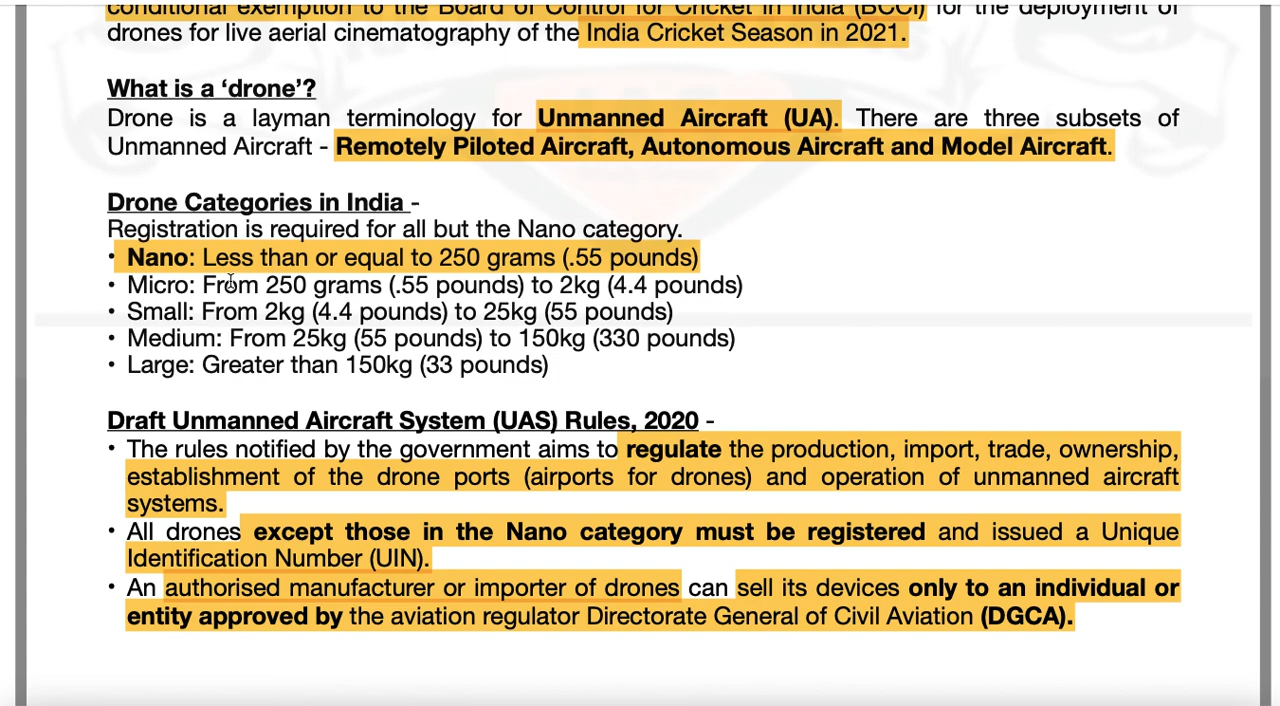 conditional exemption to the Board of Control for Cricket in India (BCCI) for the deployment of
drones for live aerial cinematography of the India Cricket Season in 2021.
What is a ‘drone’?
Drone is a layman terminology for Unmanned Aircraft (UA). There are three subsets of
Unmanned Aircraft - Remotely Piloted Aircraft, Autonomous Aircraft and Model Aircraft.
Drone Categories in India -
Registration is required for all but the Nano category.
• Nano: Less than or equal to 250 grams (.55 pounds)
• Micro: From 250 grams (.55 pounds) to 2kg (4.4 pounds)
• Small: From 2kg (4.4 pounds) to 25kg (55 pounds)
• Medium: From 25kg (55 pounds) to 150kg (330 pounds)
• Large: Greater than 150kg (33 pounds)
Draft Unmanned Aircraft System (UAS) Rules, 2020 -
• The rules notified by the government aims to regulate the production, import, trade, ownership,
establishment of the drone ports (airports for drones) and operation of unmanned aircraft
systems.
• All drones except those in the Nano category must be registered and issued a Unique
Identification Number (UIN).
• An authorised manufacturer or importer of drones can sell its devices only to an individual or
entity approved by the aviation regulator Directorate General of Civil Aviation (DGCA).